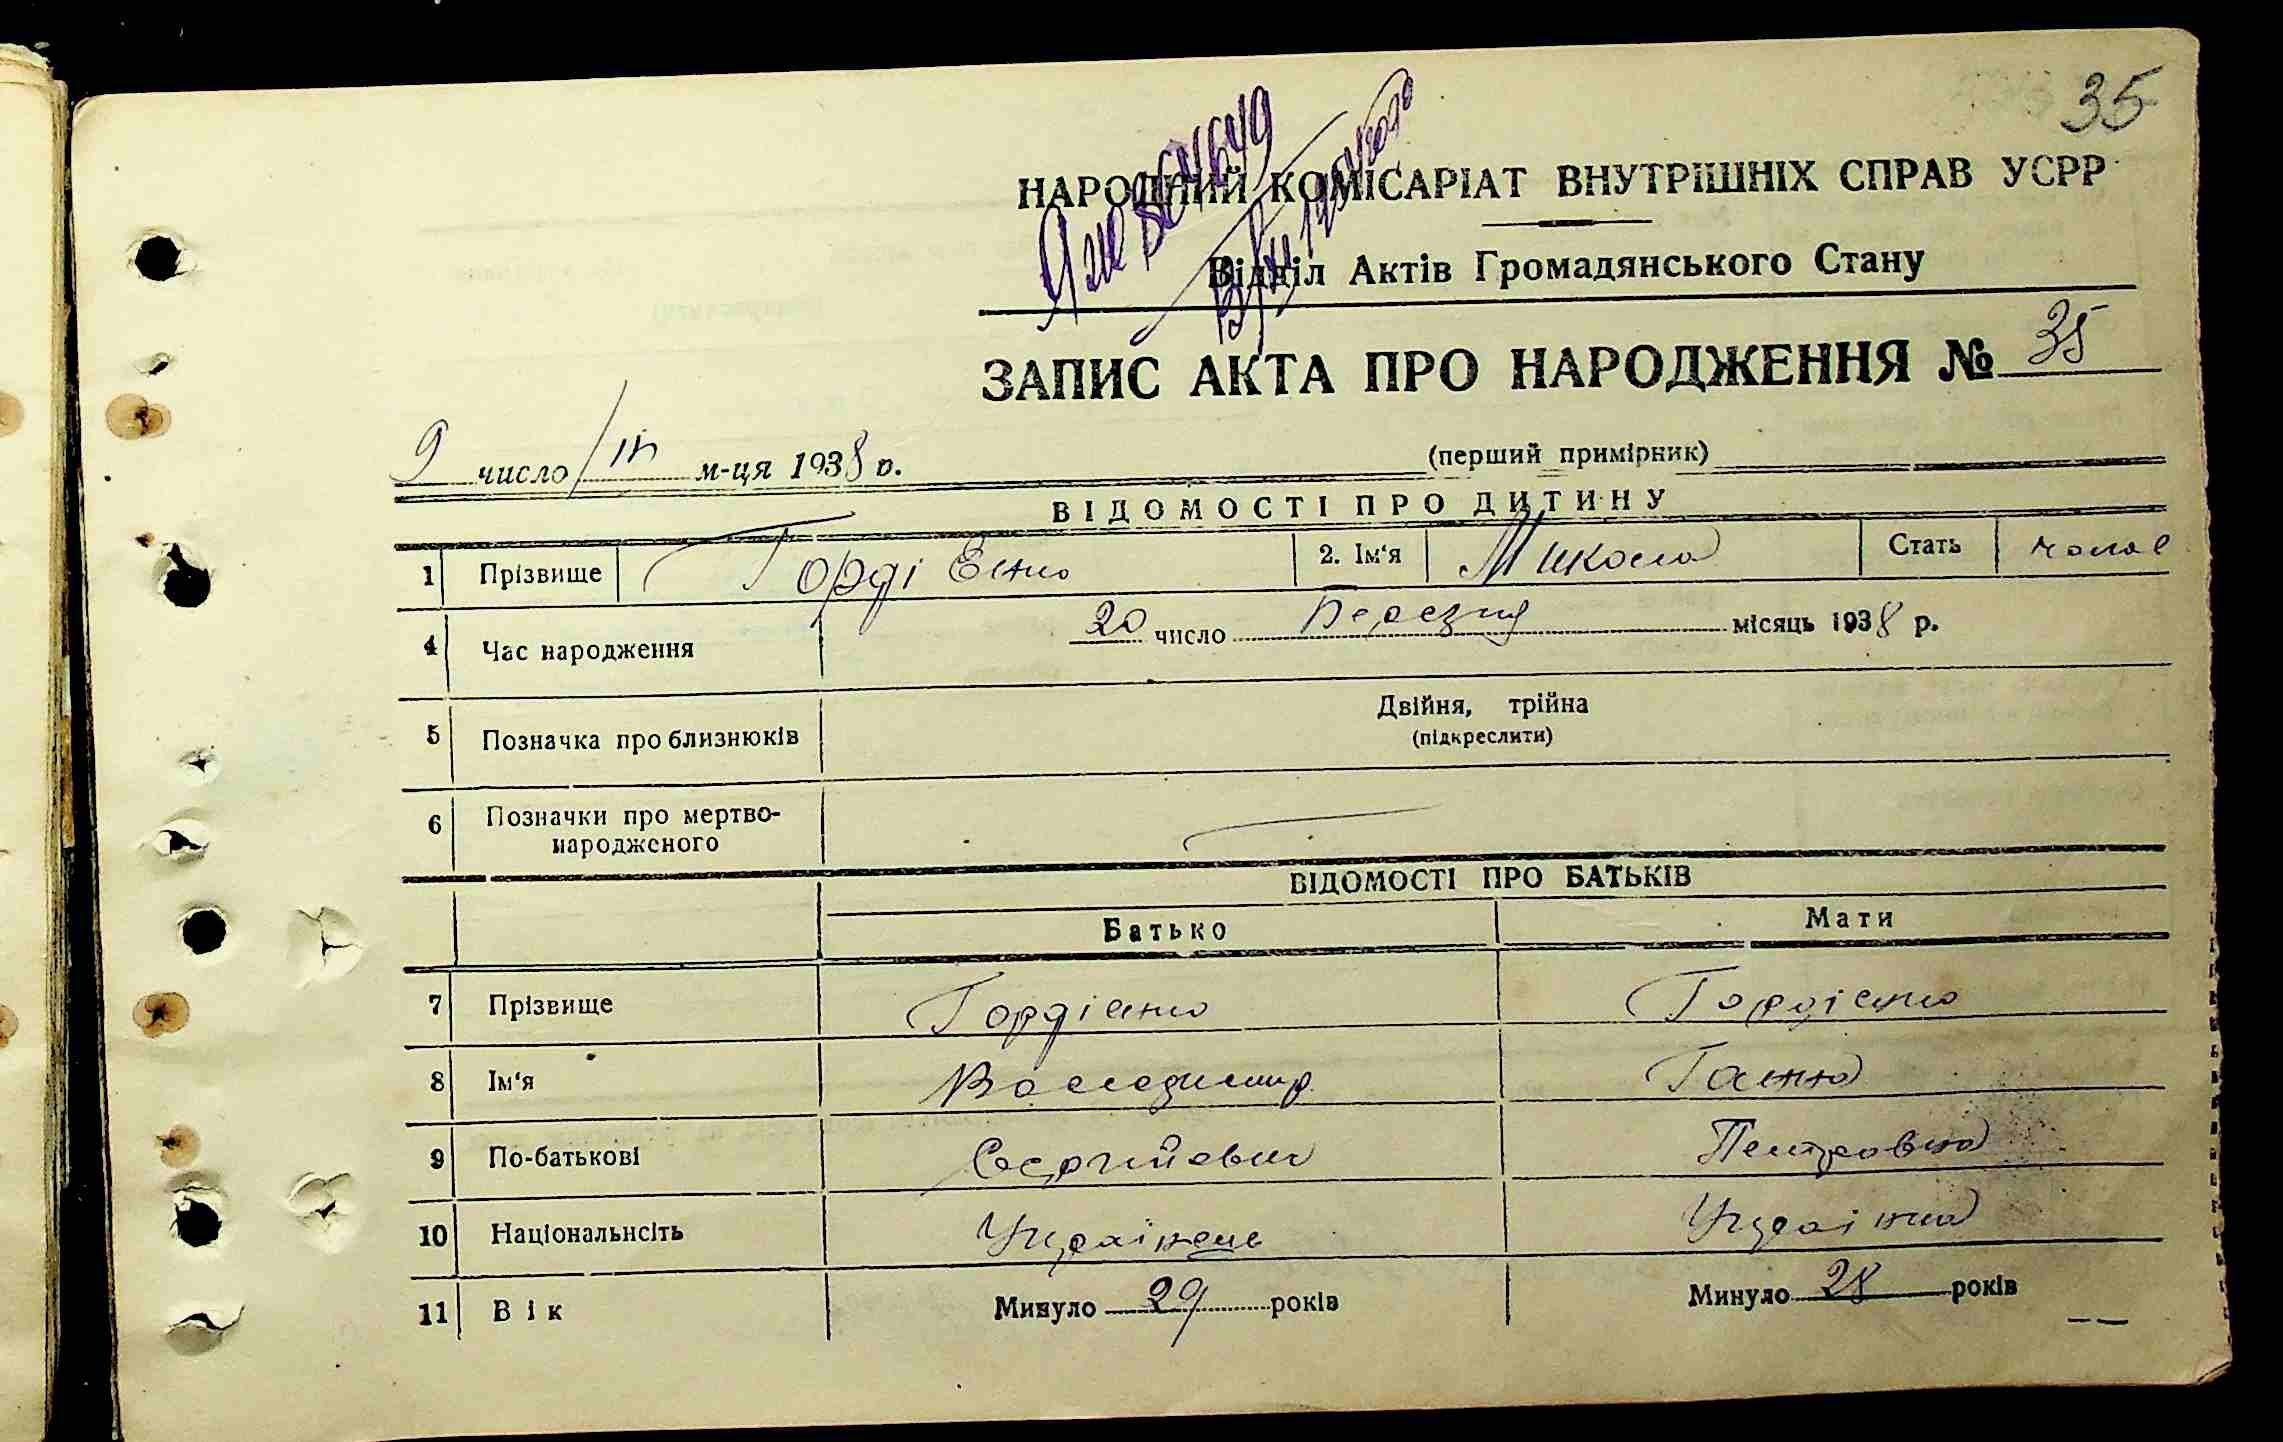 35
НАРОДНИЙ КОМІСАРІАТ ВНУТРІШНІХ СПРАВ УСРР
Відділ Актів Громадянського Стану
ЗАПИС АКТА ПРО НАРОДЖЕННЯ № 35
9 число м-ця 1938 р.
(перший примірник)
ВІДОМОСТІ ПРО ДИТИНУ
1 Прізвище Гордієнко 2. Ім'я Микола Стать чолов
4 Час народження 20 число Березня місяць 1938 р.
5 Позначка про близнюків Двійня, трійна
(підкреслити)
6 Позначки про мертво-
народженого
ВІДОМОСТІ ПРО БАТЬКІВ
Батько Мати
7 Прізвище Гордієнко Гордієнко
8 Ім'я Володимир Ганна
9 По-батькові Сергійович Петровна
10 Національнсіть Українець Українка
11 Вік Минуло 29 років Минуло 28 років